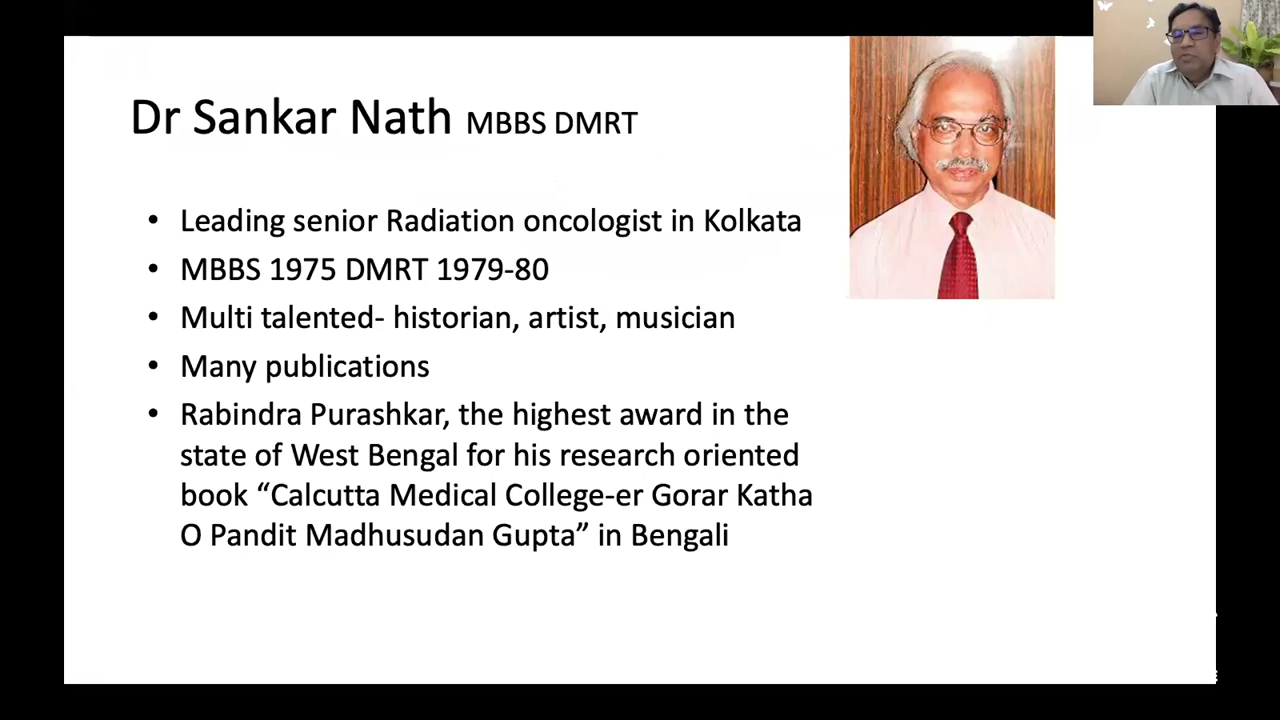 Dr Sankar Nath MBBS DMRT
• Leading senior Radiation oncologist in Kolkata
• MBBS 1975 DMRT 1979-80
• Multi talented- historian, artist, musician
• Many publications
• Rabindra Purashkar, the highest award in the
state of West Bengal for his research oriented
book “Calcutta Medical College-er Gorar Katha
O Pandit Madhusudan Gupta” in Bengali